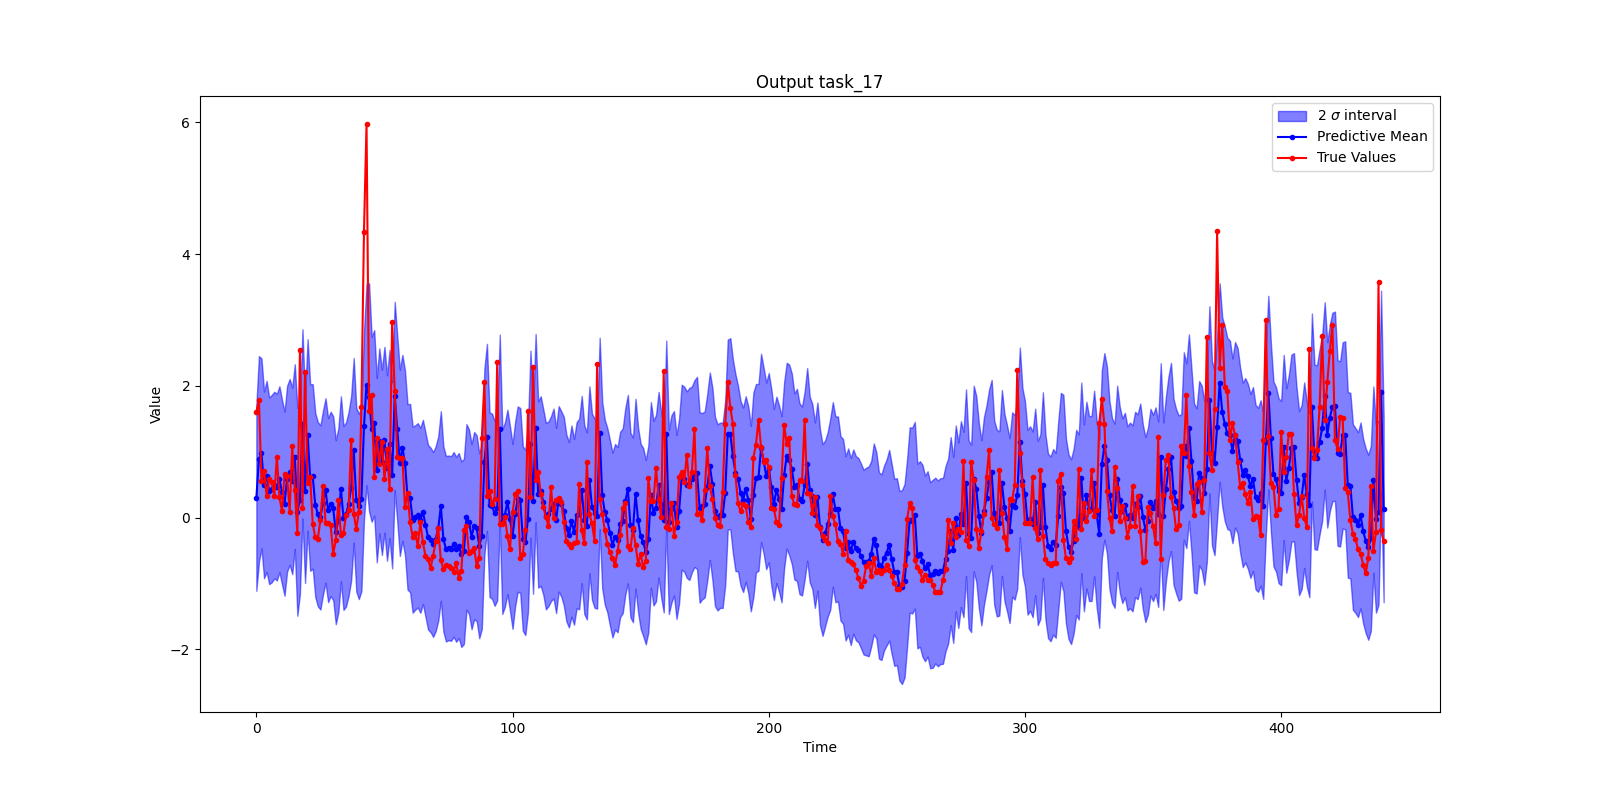 Output task_17
2 σ interval
Predictive Mean
True Values
Value
6
4
2
0
−2
0 100 200 300 400
Time